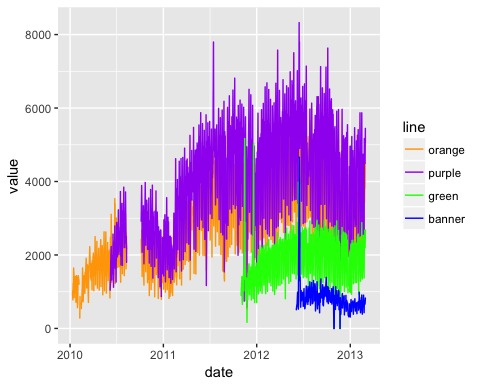 8000
6000
4000
2000
0
value
2010
2011
2012
2013
date
line
orange
purple
green
banner